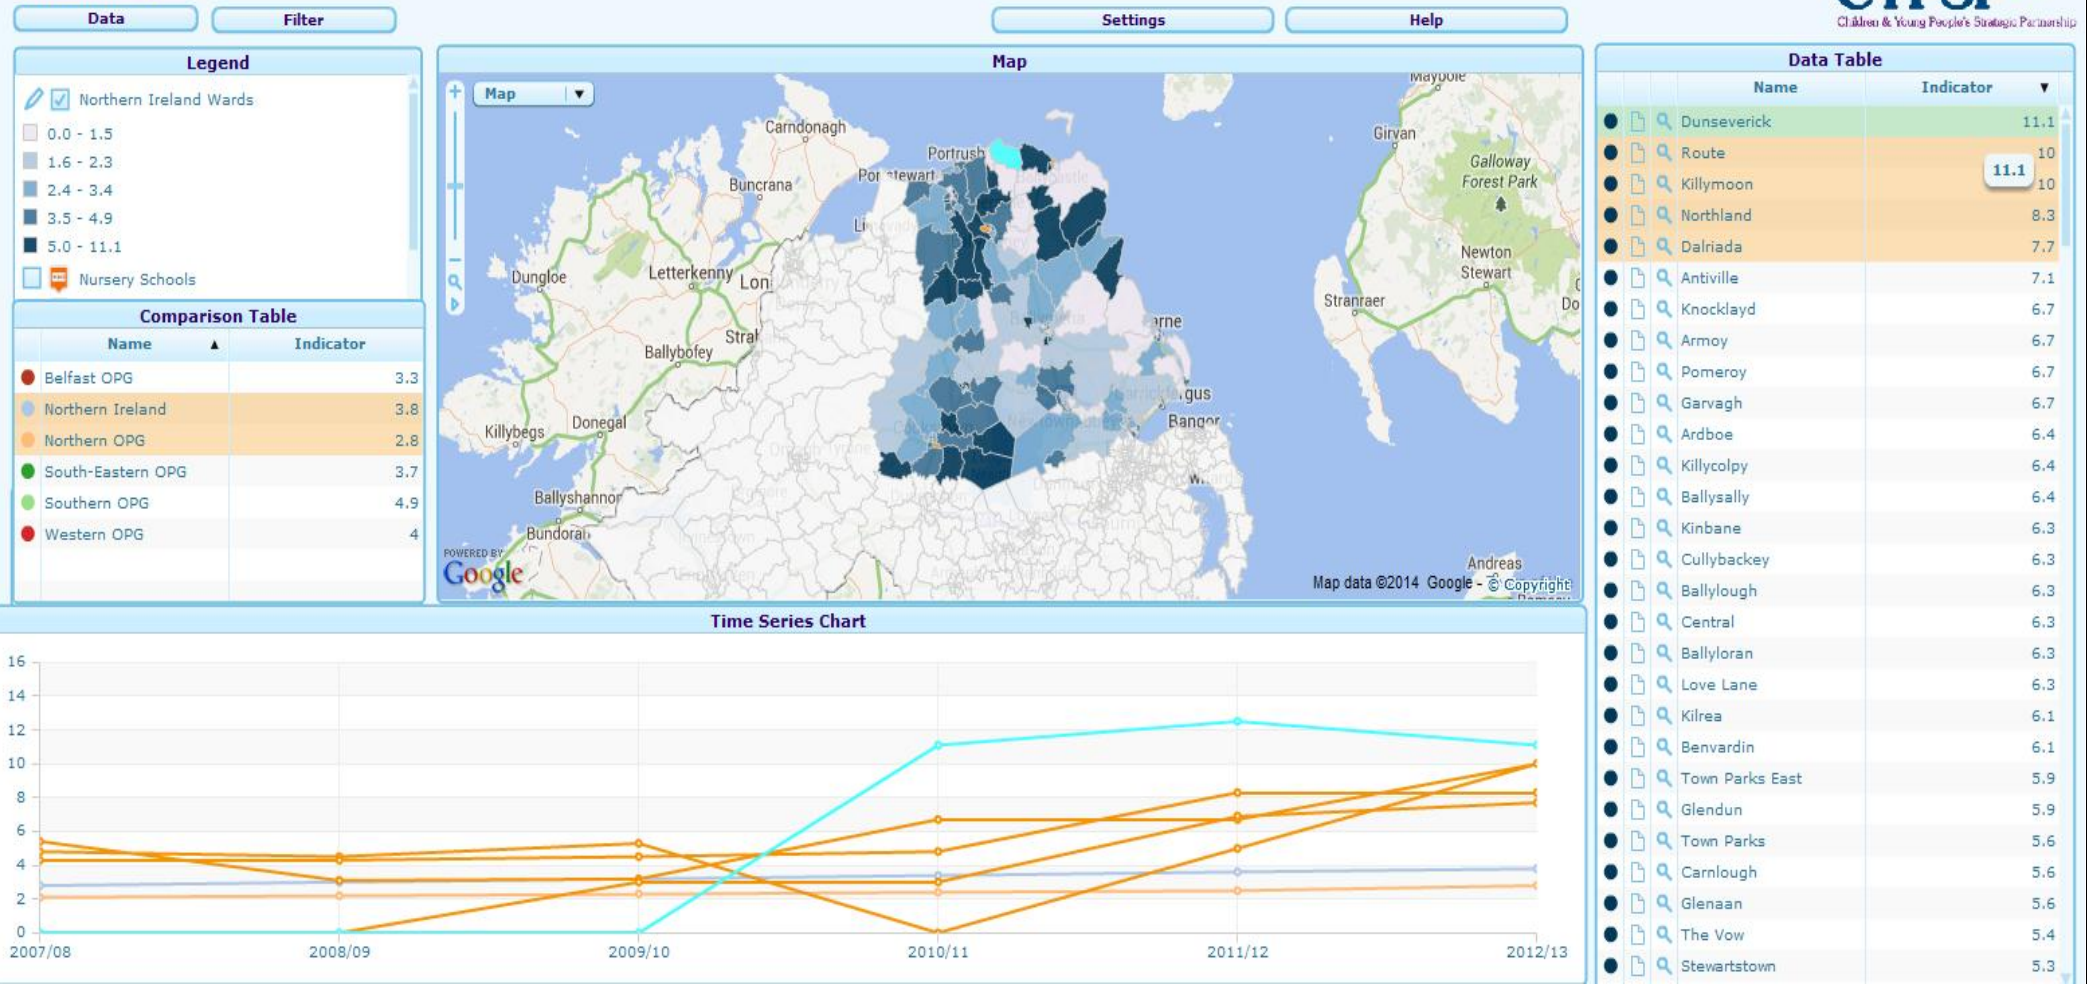 Data
Filter
Settings
Help
Children & Young People's Strategic Partnership
Legend
Northern Ireland Wards
0.0 - 1.5
1.6 - 2.3
2.4 - 3.4
3.5 - 4.9
5.0 - 11.1
Nursery Schools
Comparison Table
Name Indicator
Belfast OPG 3.3
Northern Ireland 3.8
Northern OPG 2.8
South-Eastern OPG 3.7
Southern OPG 4.9
Western OPG 4
Map
Map
Maybole
Carndonagh
Girvan
Portrush
Galloway
Forest Park
Portstewart
Buncrana
Newton
Stewart
Dungloe
Letterkenny
Lon
Stranraer
Do
arne
Stral
Ballybofey
Donegal
Killybegs
gus
Bangor
Ballyshannon
Bundoran
POWERED BY
Google
Andreas
Map data ©2014 Google - © Copyright
Data Table
Name Indicator
Dunseverick 11.1
Route 10
11.1
Killymoon 10
Northland 8.3
Dalriada 7.7
Antiville 7.1
Knocklayd 6.7
Armoy 6.7
Pomeroy 6.7
Garvagh 6.7
Ardboe 6.4
Killycolpy 6.4
Ballysally 6.4
Kinbane 6.3
Cullybackey 6.3
Ballylough 6.3
Central 6.3
Ballyloran 6.3
Love Lane 6.3
Kilrea 6.1
Benvardin 6.1
Town Parks East 5.9
Glendun 5.9
Town Parks 5.6
Carnlough 5.6
Glenaan 5.6
The Vow 5.4
Stewartstown 5.3
Time Series Chart
16
14
12
10
8
6
4
2
0
2007/08 2008/09 2009/10 2010/11 2011/12 2012/13